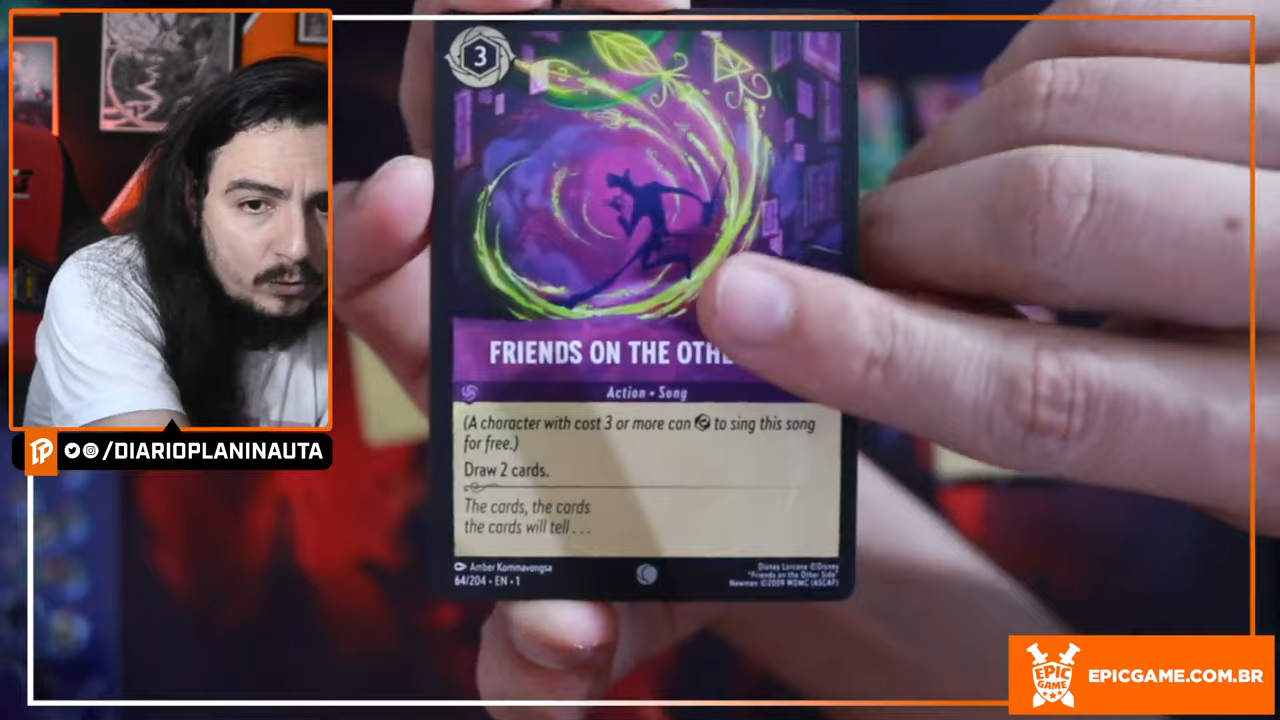 3
FRIENDS ON THE OTHE
Action • Song
(A character with cost 3 or more can to sing this song
for free.)
Draw 2 cards.
The cards, the cards
the cards will tell . . .
Amber Kommavongsa
64/204 • EN • 1
Disney Lorcana ©Disney
"Friends on the Other Side"
Newman ©2009 WDMC (ASCAP)
/DIARIOPLANINAUTA
EPIC
GAME
EPICGAME.COM.BR